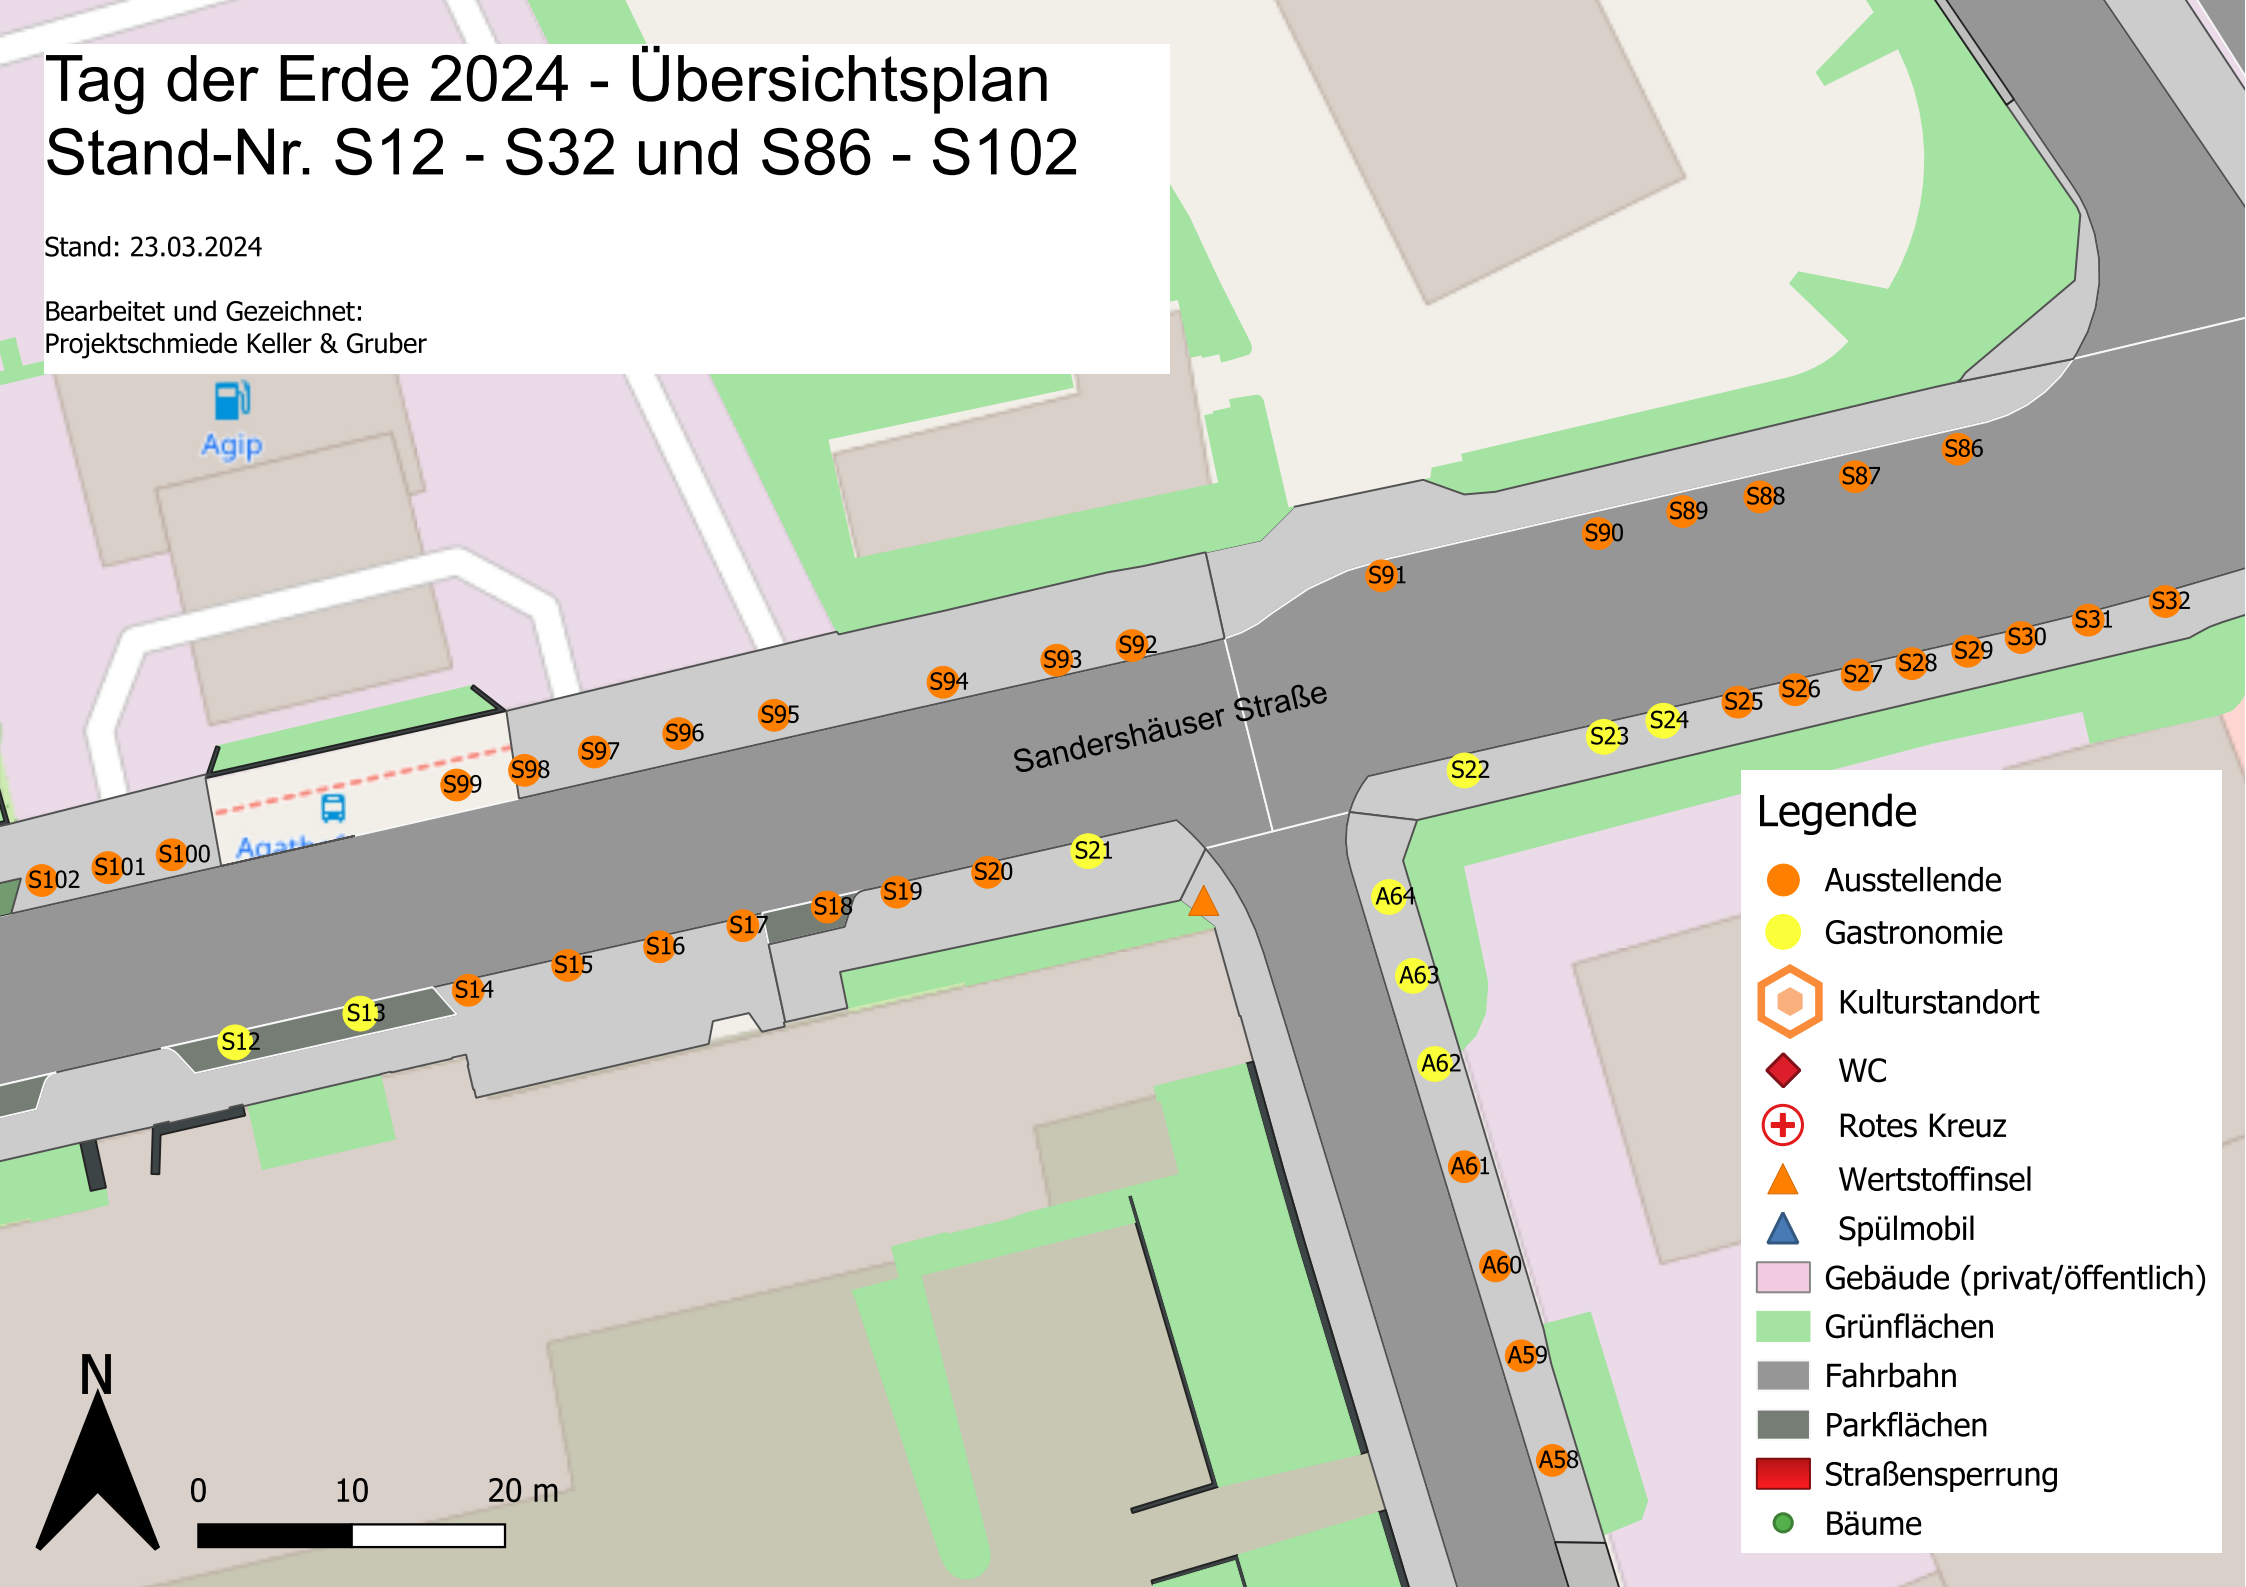 Tag der Erde 2024 - Übersichtsplan
Stand-Nr. S12 - S32 und S86 - S102
Stand: 23.03.2024
Bearbeitet und Gezeichnet:
Projektschmiede Keller & Gruber
Agip
S86
S87
S88
S89
S90
S91
S92
S93
S94
S95
S96
S97
S98
S99
S100
S101
S102
Sandershäuser Straße
S32
S31
S30
S29
S28
S27
S26
S25
S24
S23
S22
S21
S20
S19
S18
S17
S16
S15
S14
S13
S12
A64
A63
A62
A61
A60
A59
A58
Legende
Ausstellende
Gastronomie
Kulturstandort
WC
Rotes Kreuz
Wertstoffinsel
Spülmobil
Gebäude (privat/öffentlich)
Grünflächen
Fahrbahn
Parkflächen
Straßensperrung
Bäume
N
0 10 20 m